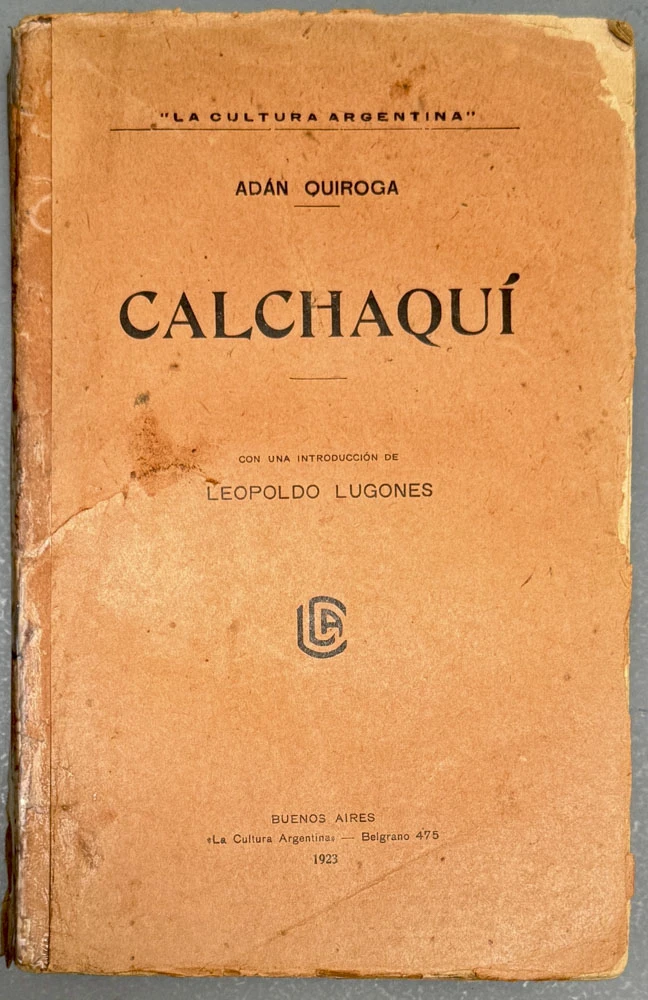 "LA CULTURA ARGENTINA"
ADÁN QUIROGA
CALCHAQUÍ
CON UNA INTRODUCCIÓN DE
LEOPOLDO LUGONES
LCA
BUENOS AIRES
«La Cultura Argentina» — Belgrano 475
1923